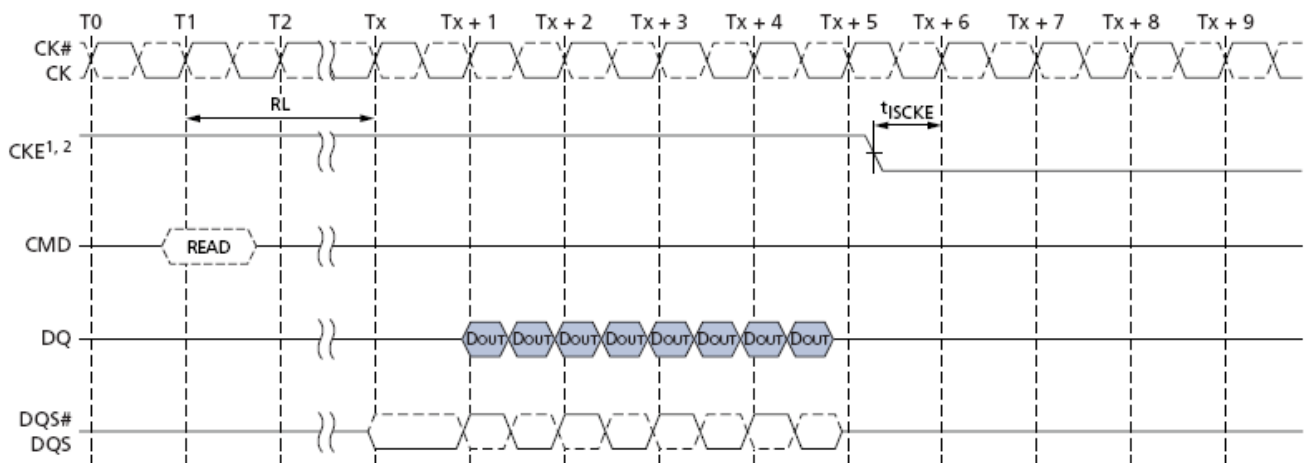 T0 T1 T2 Tx Tx + 1 Tx + 2 Tx + 3 Tx + 4 Tx + 5 Tx + 6 Tx + 7 Tx + 8 Tx + 9
CK#
CK
RL
tISCKE
CKE1, 2
CMD READ
DQ DOUT DOUT DOUT DOUT DOUT DOUT DOUT DOUT
DQS#
DQS